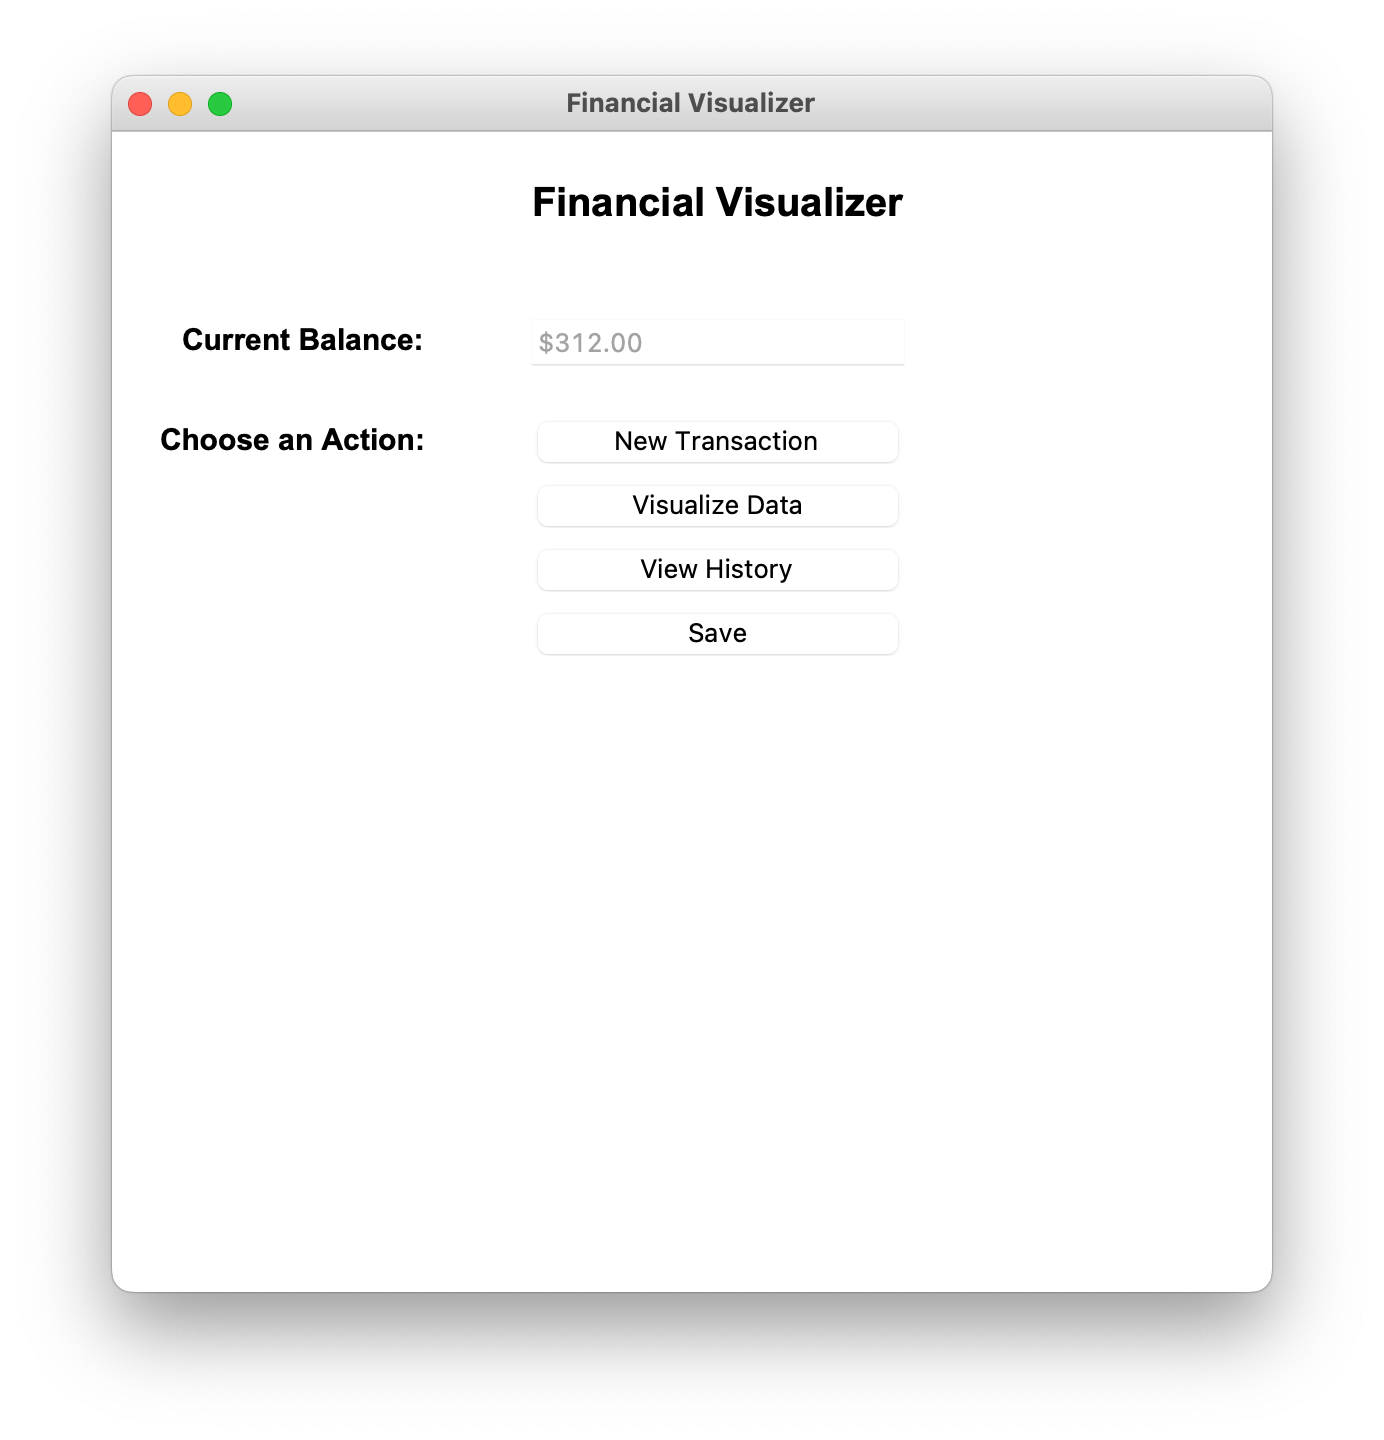 Financial Visualizer
Financial Visualizer
Current Balance: $312.00
Choose an Action: New Transaction
Visualize Data
View History
Save